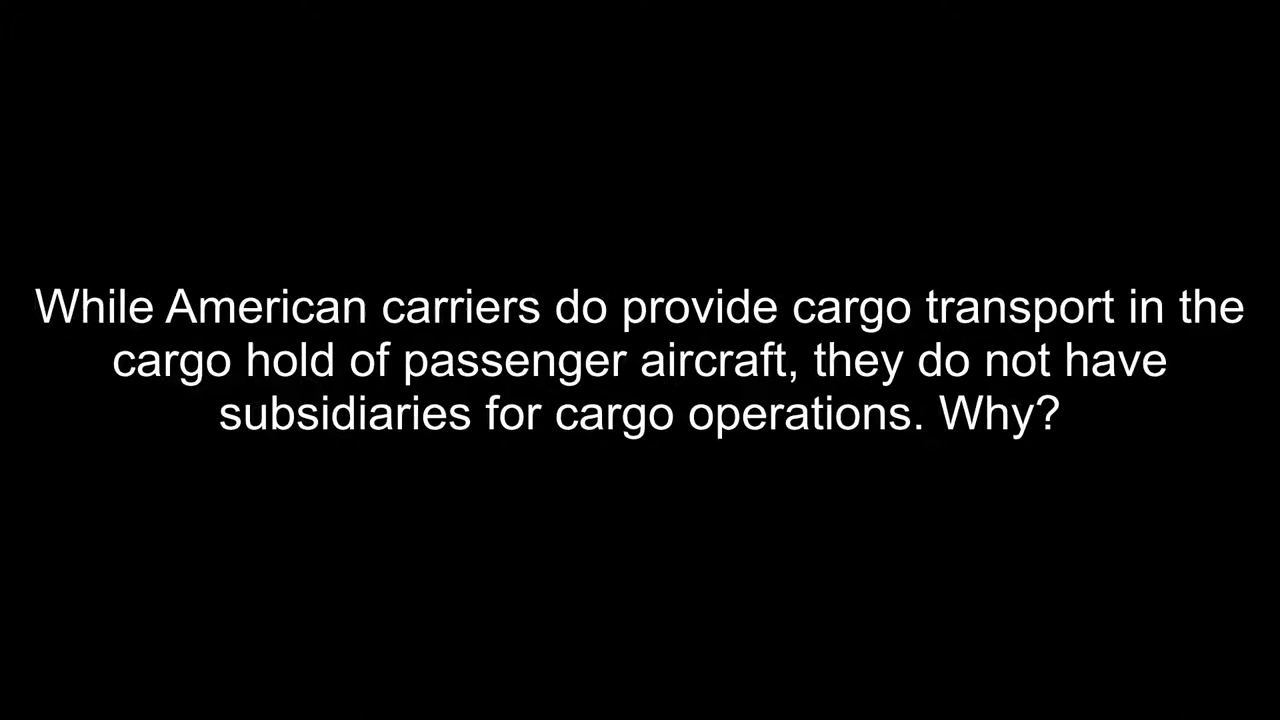 While American carriers do provide cargo transport in the
cargo hold of passenger aircraft, they do not have
subsidiaries for cargo operations. Why?